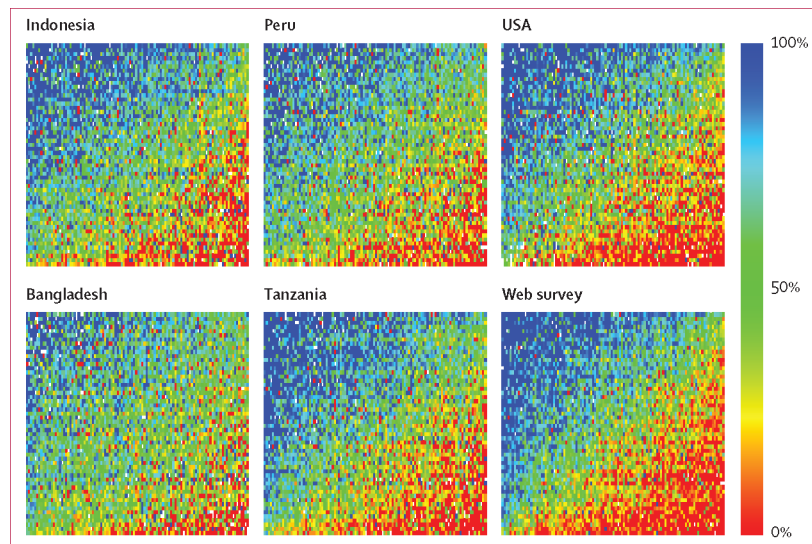 Indonesia
Peru
USA
100%
50%
Bangladesh
Tanzania
Web survey
0%